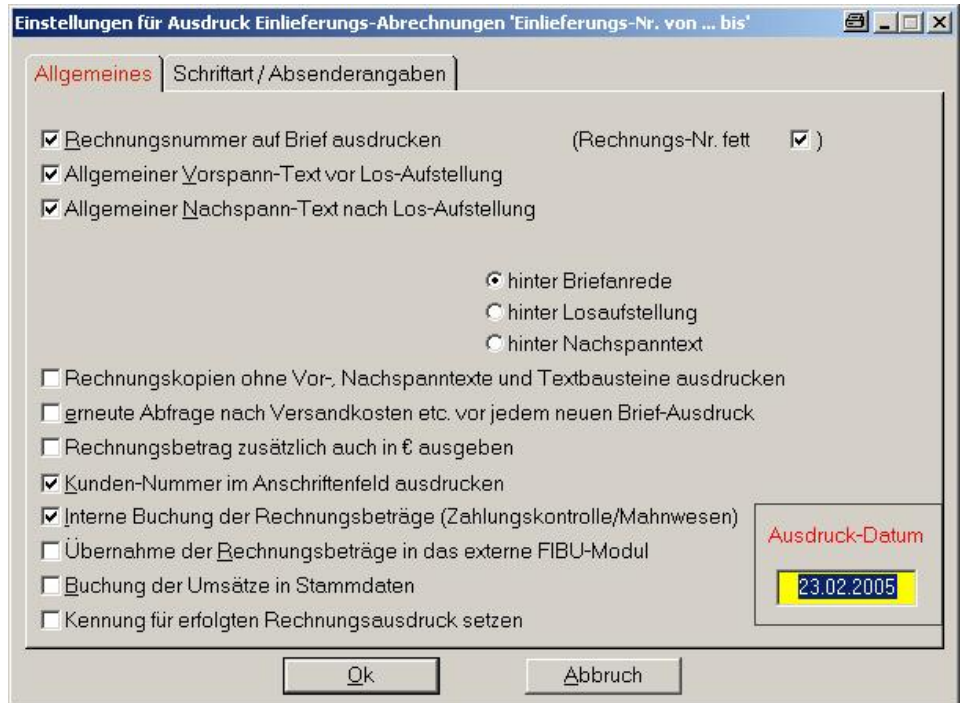 Einstellungen für Ausdruck Einlieferungs-Abrechnungen 'Einlieferungs-Nr. von ... bis'
Allgemeines Schriftart / Absenderangaben
Rechnungsnummer auf Brief ausdrucken (Rechnungs-Nr. fett )
Allgemeiner Vorspann-Text vor Los-Aufstellung
Allgemeiner Nachspann-Text nach Los-Aufstellung
hinter Briefanrede
hinter Losaufstellung
hinter Nachspanntext
Rechnungskopien ohne Vor-, Nachspanntexte und Textbausteine ausdrucken
erneute Abfrage nach Versandkosten etc. vor jedem neuen Brief-Ausdruck
Rechnungsbetrag zusätzlich auch in € ausgeben
Kunden-Nummer im Anschriftenfeld ausdrucken
Interne Buchung der Rechnungsbeträge (Zahlungskontrolle/Mahnwesen)
Übernahme der Rechnungsbeträge in das externe FIBU-Modul
Buchung der Umsätze in Stammdaten
Kennung für erfolgten Rechnungsausdruck setzen
Ausdruck-Datum
23.02.2005
Ok Abbruch